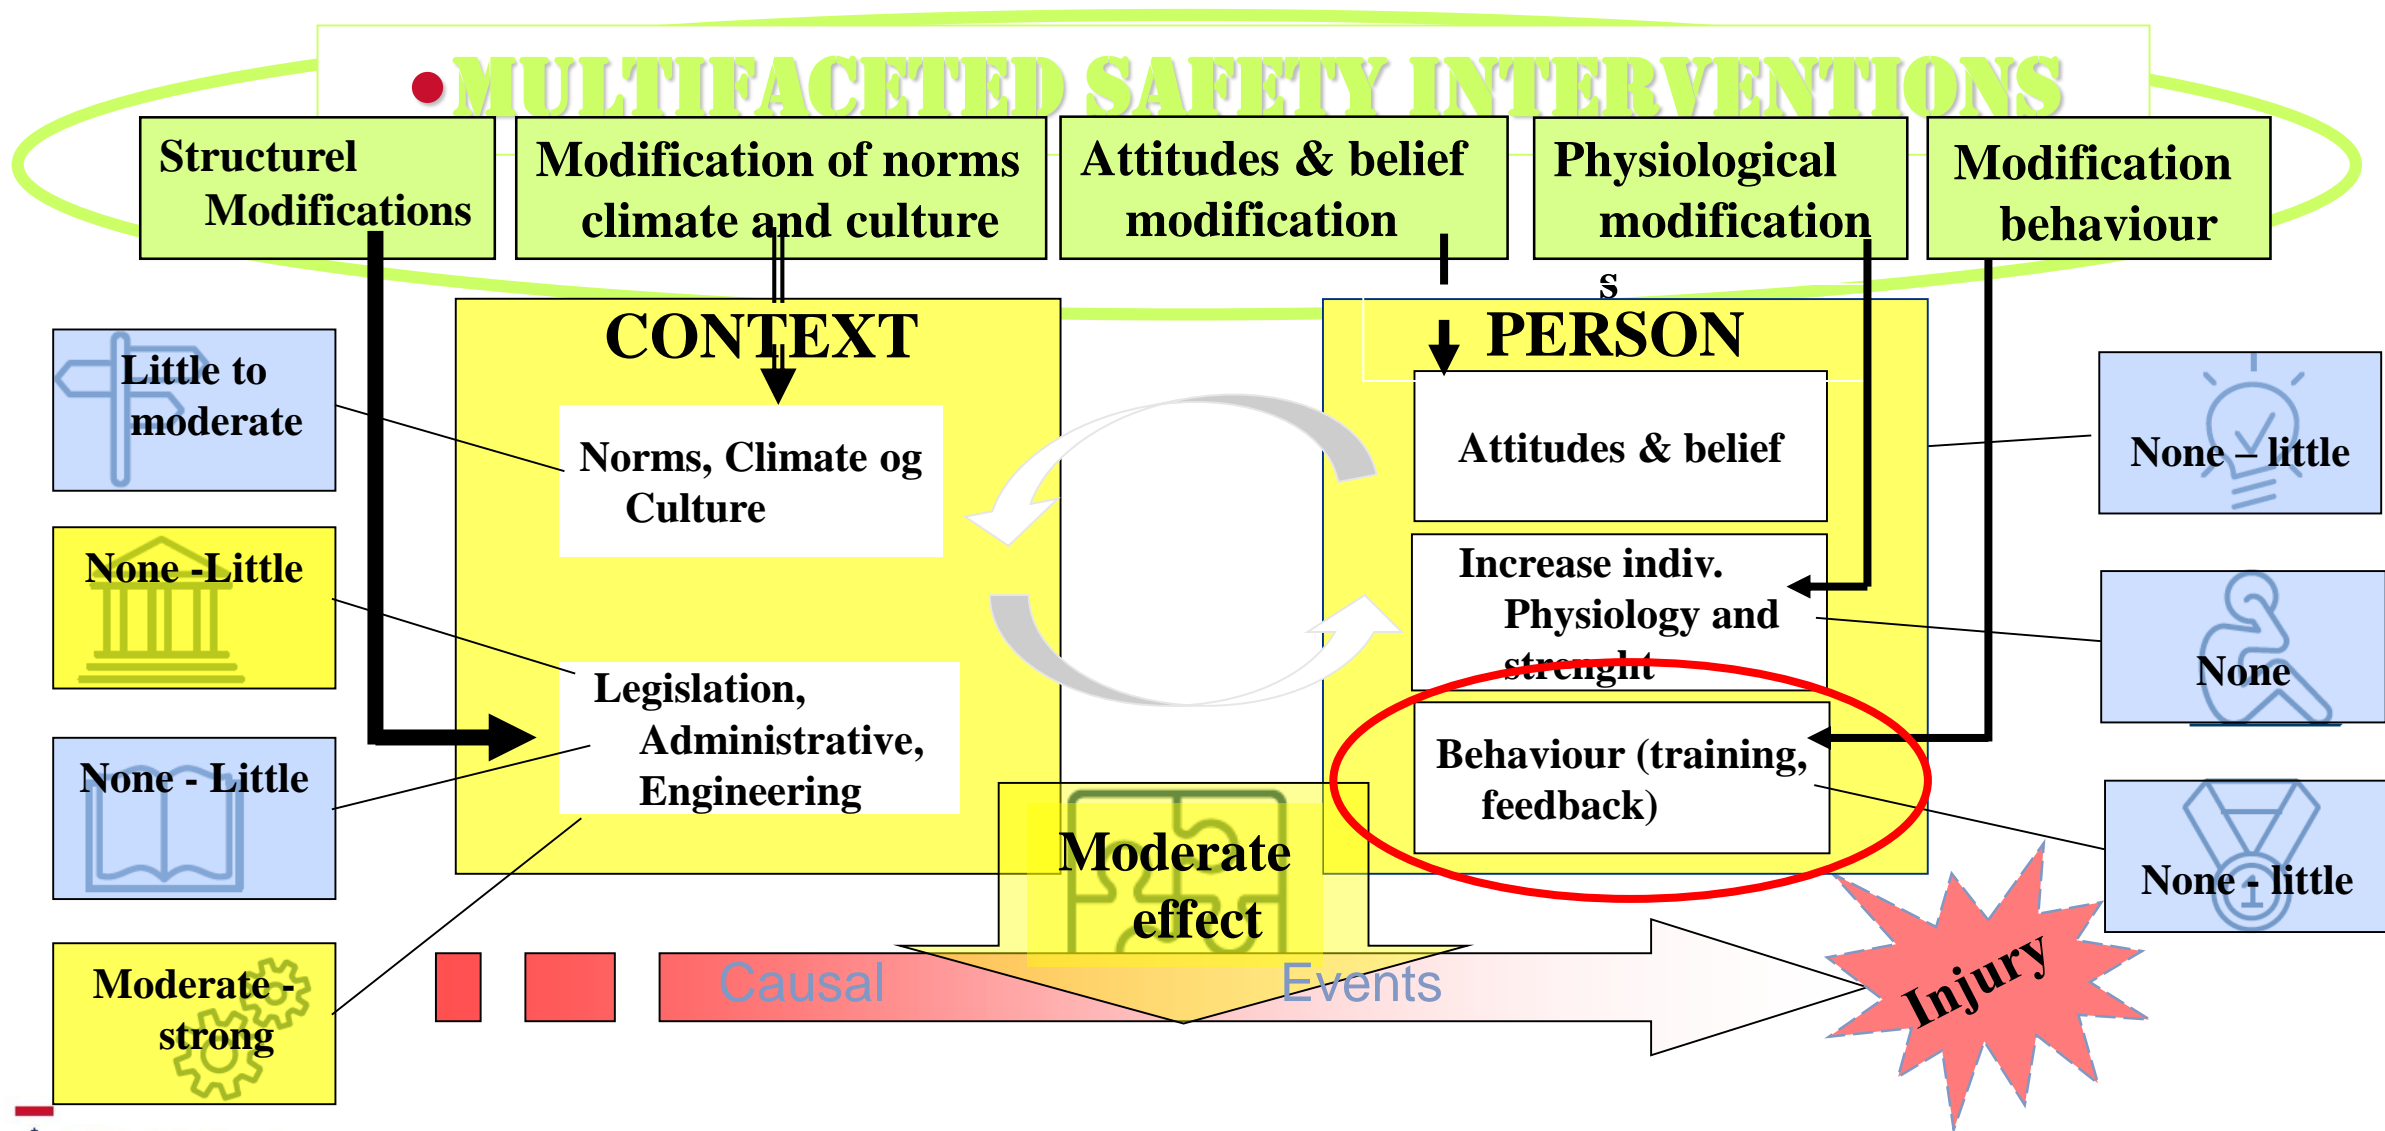 • MULTIFACETED SAFETY INTERVENTIONS
Structurel
Modifications
Modification of norms
climate and culture
Attitudes & belief
modification
Physiological
modification
s
Modification
behaviour
CONTEXT
PERSON
Little to
moderate
Norms, Climate og
Culture
Attitudes & belief
None – little
None -Little
Increase indiv.
Physiology and
strenght
None
Legislation,
Administrative,
Engineering
None - Little
Behaviour (training,
feedback)
None - little
1
Moderate
effect
Moderate -
strong
Causal Events
Injury